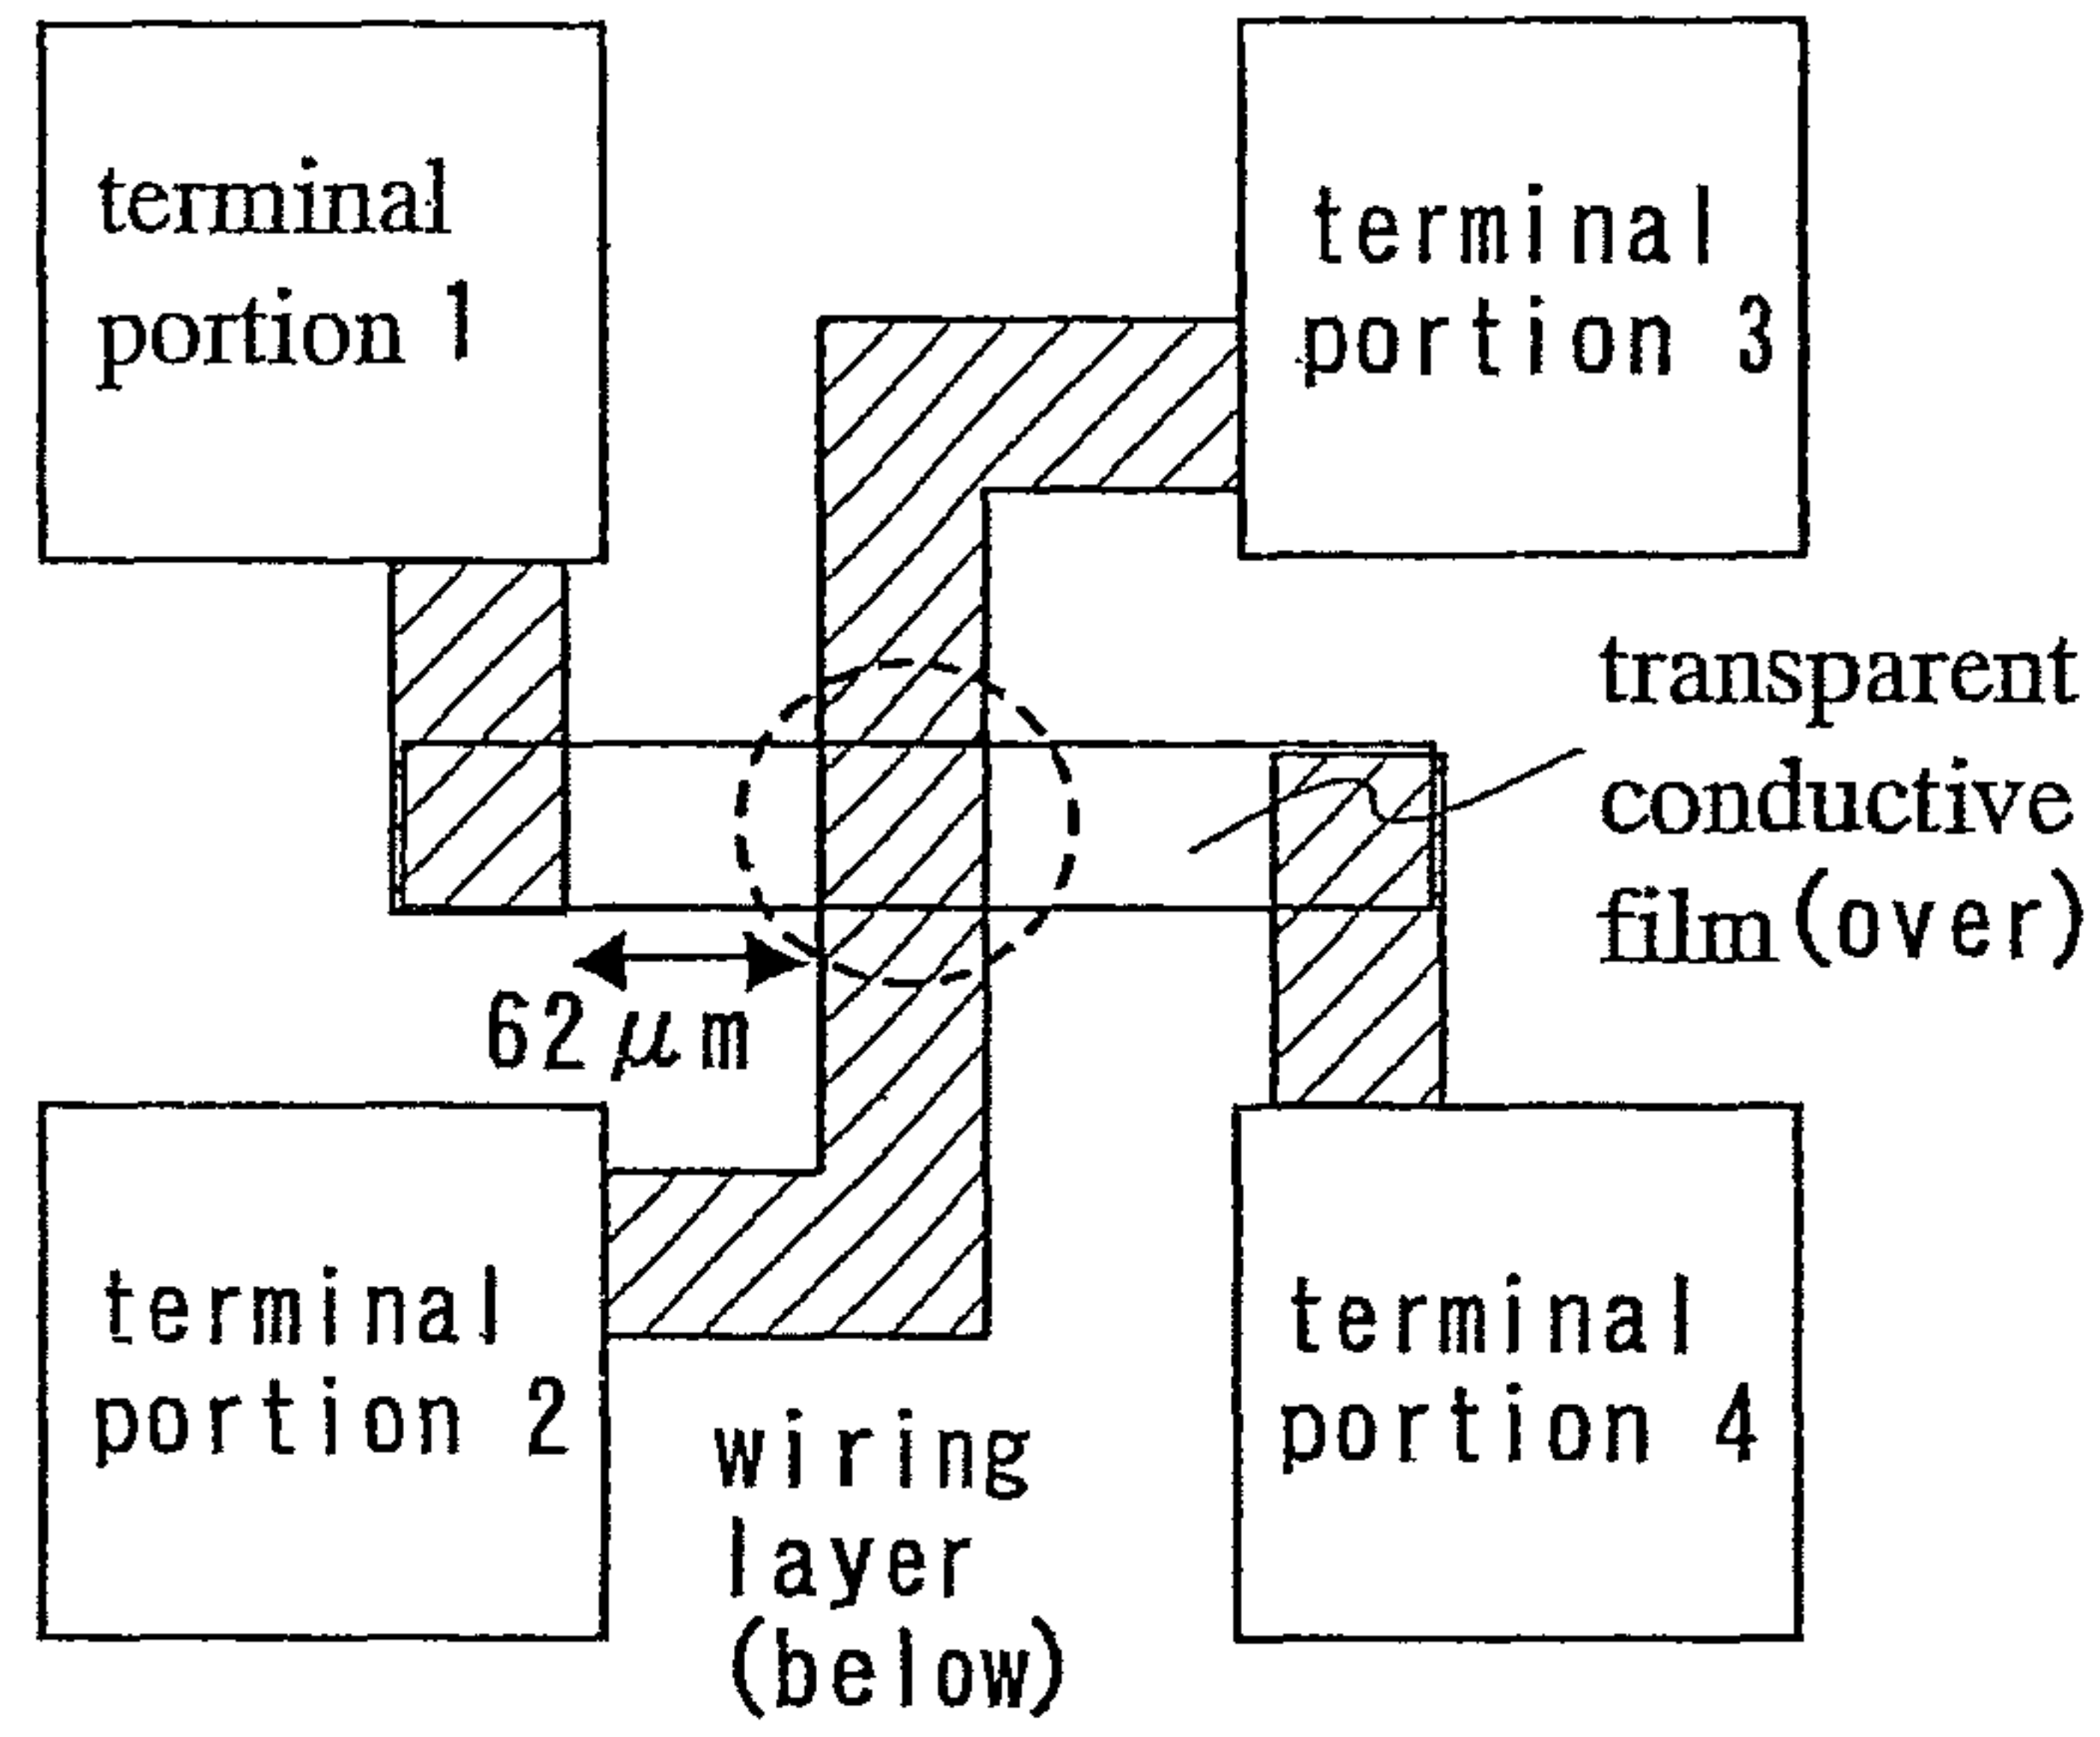 terminal
portion 1
terminal
portion 3
transparent
conductive
film(over)
62μm
terminal
portion 2
terminal
portion 4
wiring
layer
(below)